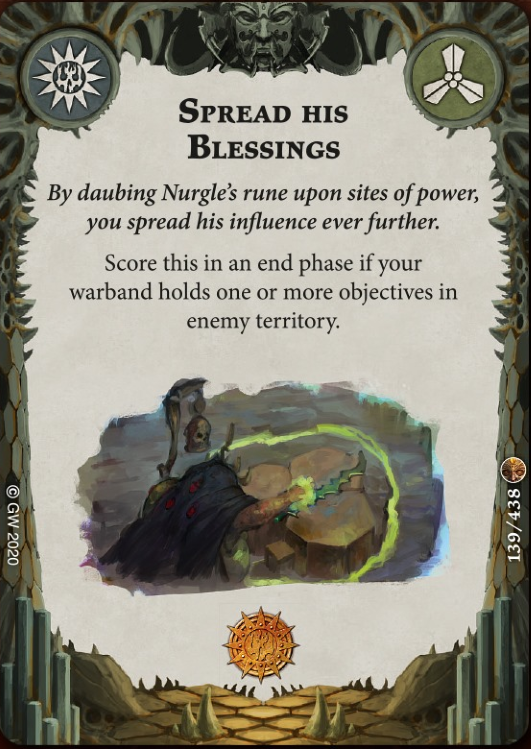 Spread his
Blessings
By daubing Nurgle's rune upon sites of power,
you spread his influence ever further.
Score this in an end phase if your
warband holds one or more objectives in
enemy territory.
© GW 2020
139/438